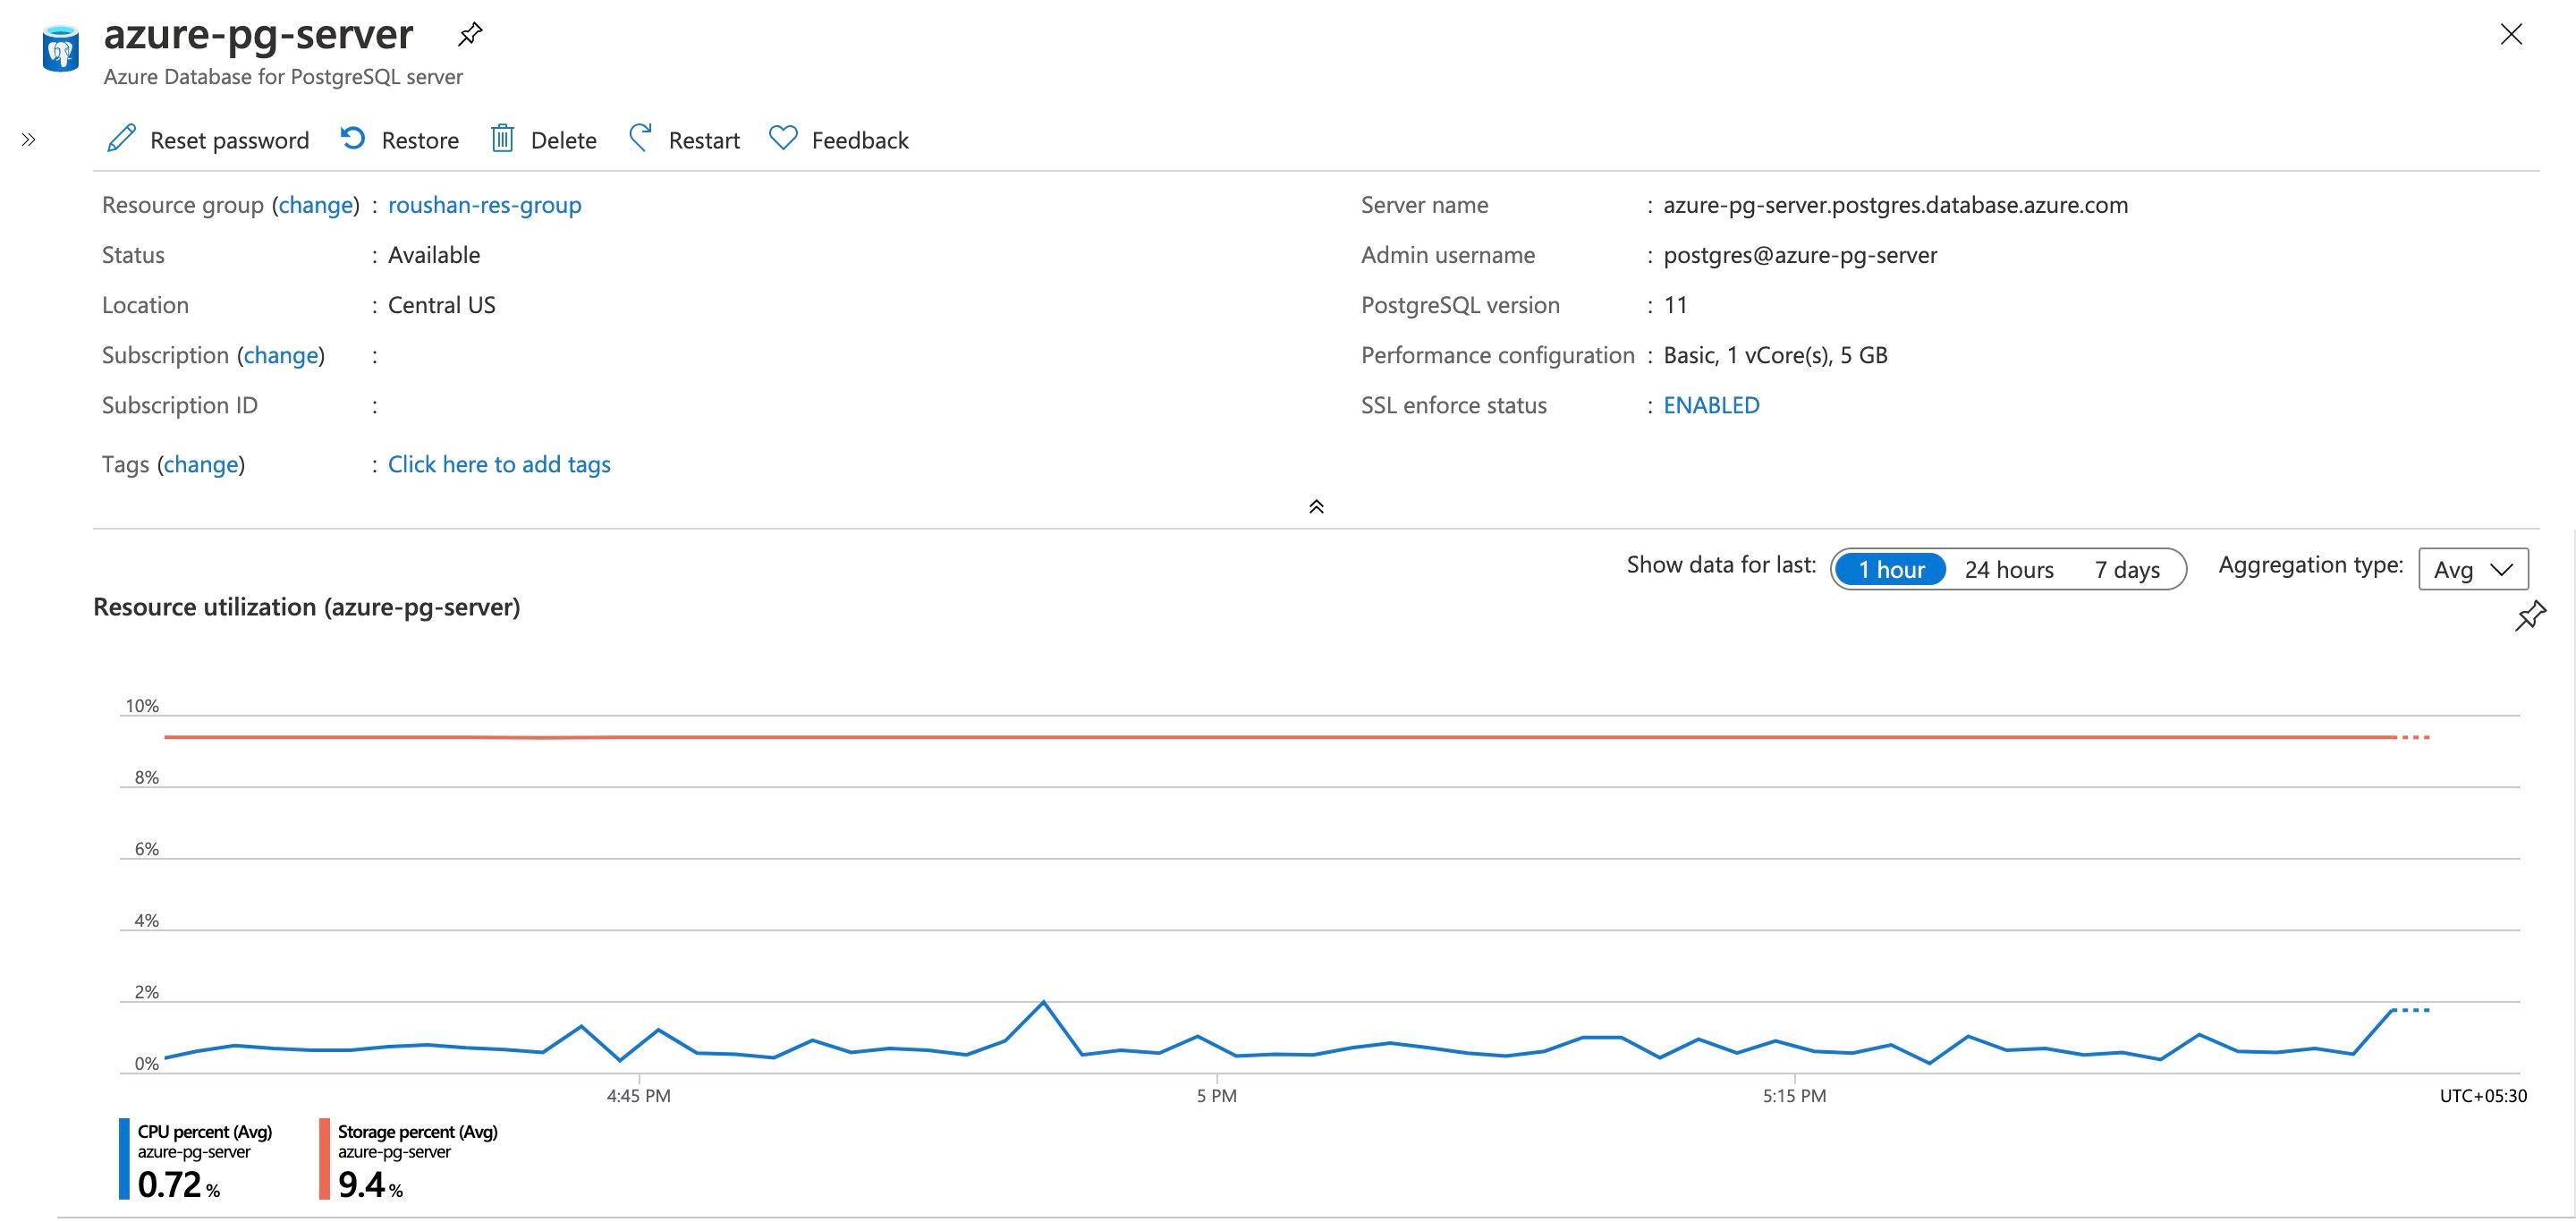 azure-pg-server
Azure Database for PostgreSQL server
Reset password Restore Delete Restart Feedback
Resource group (change) : roushan-res-group
Status : Available
Location : Central US
Subscription (change) :
Subscription ID :
Tags (change) : Click here to add tags
Server name : azure-pg-server.postgres.database.azure.com
Admin username : postgres@azure-pg-server
PostgreSQL version : 11
Performance configuration : Basic, 1 vCore(s), 5 GB
SSL enforce status : ENABLED
Show data for last: 1 hour 24 hours 7 days Aggregation type: Avg
Resource utilization (azure-pg-server)
10%
8%
6%
4%
2%
0%
4:45 PM 5 PM 5:15 PM UTC+05:30
CPU percent (Avg)
azure-pg-server
0.72 %
Storage percent (Avg)
azure-pg-server
9.4 %